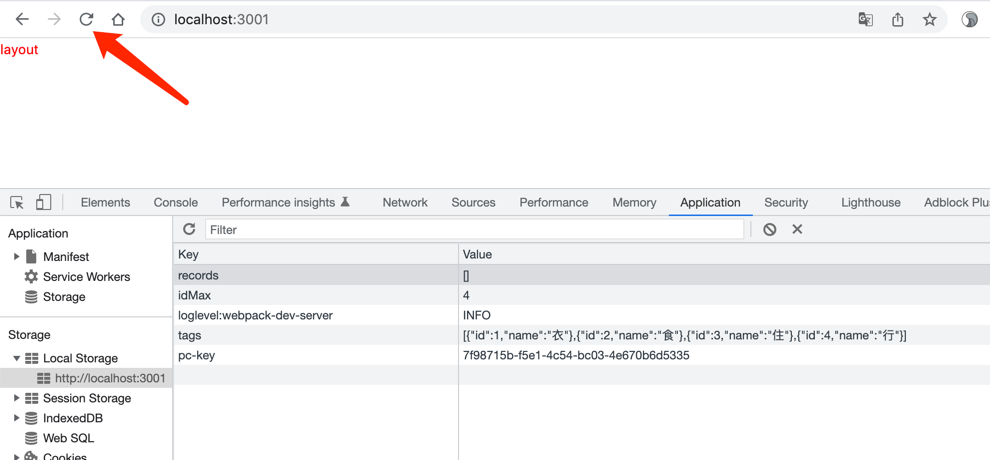 localhost:3001
layout
Elements Console Performance insights Network Sources Performance Memory Application Security Lighthouse Adblock Plu
Application
Filter
Manifest
Key Value
Service Workers
records []
Storage
idMax 4
loglevel:webpack-dev-server INFO
Storage
tags [{"id":1,"name":"衣"},{"id":2,"name":"食"},{"id":3,"name":"住"},{"id":4,"name":"行"}]
Local Storage
pc-key 7f98715b-f5e1-4c54-bc03-4e670b6d5335
http://localhost:3001
Session Storage
IndexedDB
Web SQL
Cookies